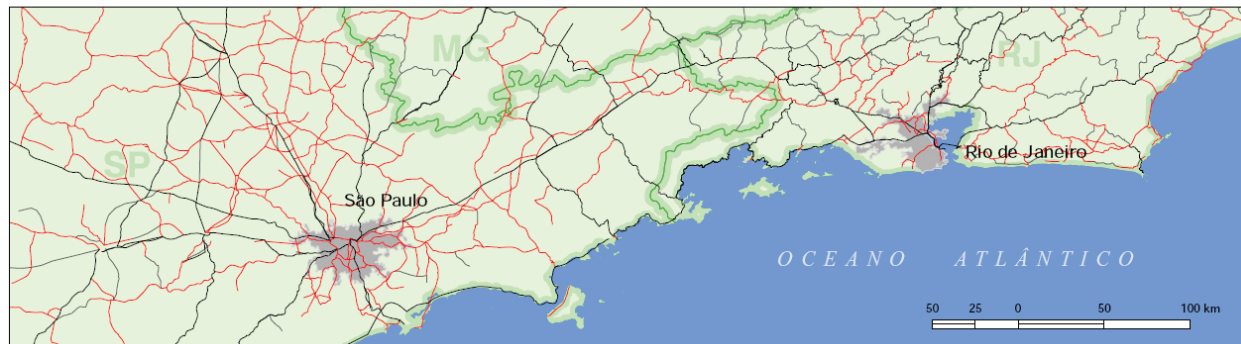 MG
RJ
Rio de Janeiro
SP
São Paulo
OCEANO ATLÂNTICO
50 25 0 50 100 km